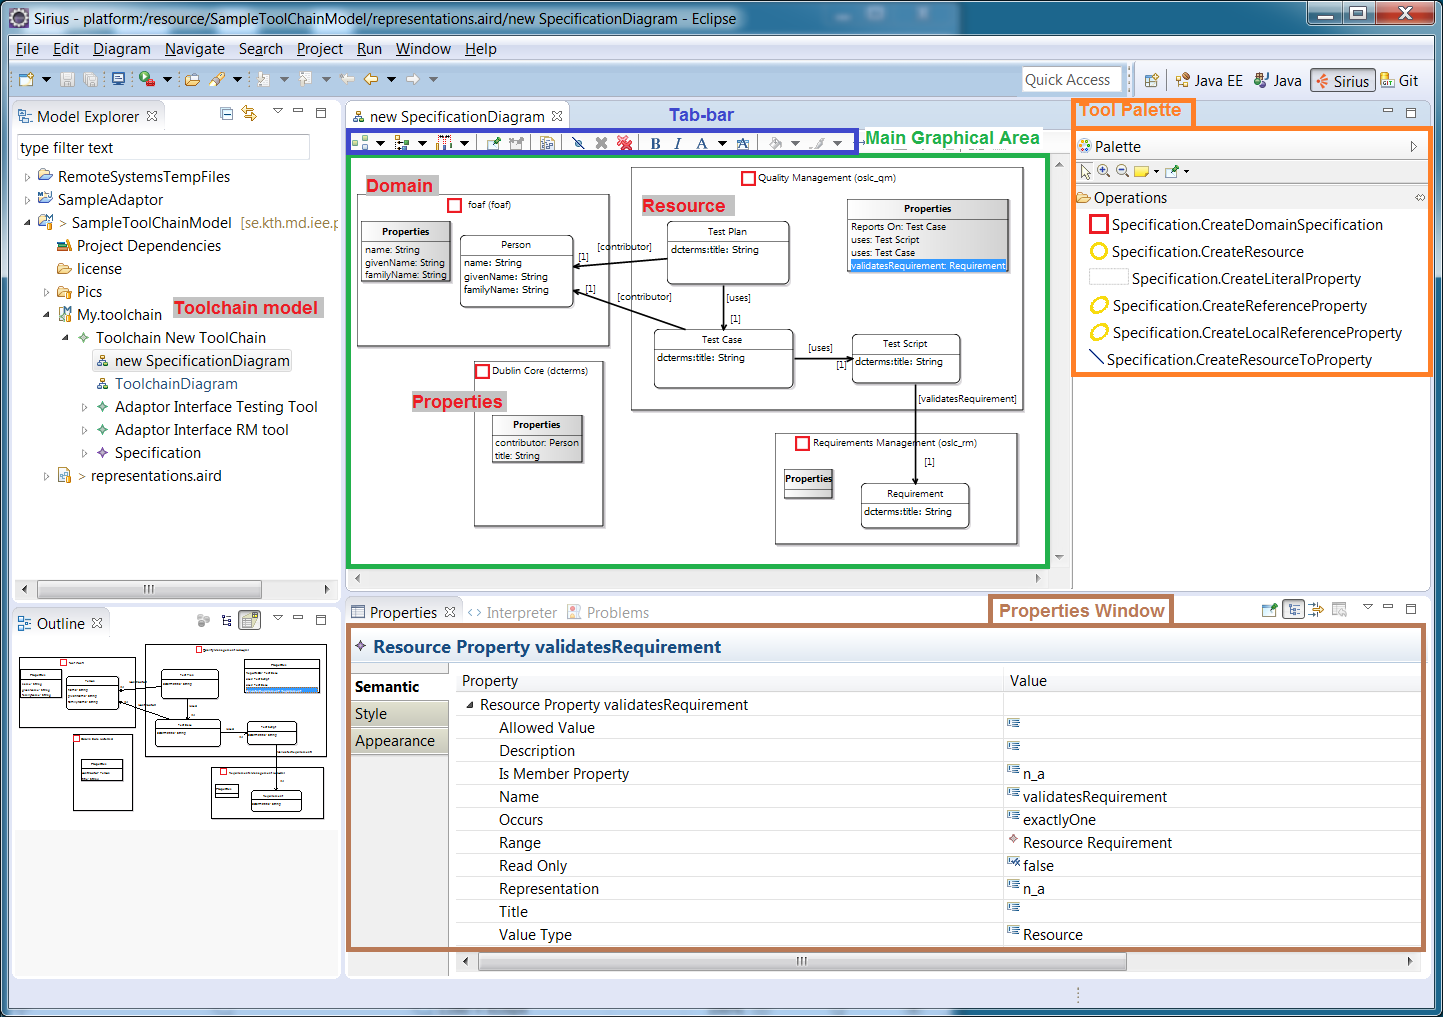 Sirius - platform:/resource/SampleToolChainModel/representations.aird/new SpecificationDiagram - Eclipse
File Edit Diagram Navigate Search Project Run Window Help
Quick Access
Java EE Java Sirius Git
Model Explorer
type filter text
RemoteSystemsTempFiles
SampleAdaptor
> SampleToolChainModel [se.kth.md.iee.p
Project Dependencies
license
> Pics
My.toolchain
Toolchain model
Toolchain New ToolChain
new SpecificationDiagram
ToolchainDiagram
Adaptor Interface Testing Tool
Adaptor Interface RM tool
Specification
> representations.aird
new SpecificationDiagram
Tab-bar
B I A A
Main Graphical Area
Domain
foaf (foaf)
Properties
name: String
givenName: String
familyName: String
Person
name: String
givenName: String
familyName: String
Quality Management (oslc_qm)
Resource
Test Plan
dcterms:title: String
Properties
Reports On: Test Case
uses: Test Script
uses: Test Case
validatesRequirement: Requirement
[contributor]
[1]
[1]
[contributor]
[uses]
[1]
Test Case
dcterms:title: String
[uses]
[1]
Test Script
dcterms:title: String
Dublin Core (dcterms)
Properties
Properties
contributor: Person
title: String
[validatesRequirement]
Requirements Management (oslc_rm)
[1]
Properties
Requirement
dcterms:title: String
Tool Palette
Palette
Operations
Specification.CreateDomainSpecification
Specification.CreateResource
Specification.CreateLiteralProperty
Specification.CreateReferenceProperty
Specification.CreateLocalReferenceProperty
Specification.CreateResourceToProperty
Outline
Properties Interpreter Problems
Properties Window
Resource Property validatesRequirement
Semantic
Style
Appearance
Property Value
Resource Property validatesRequirement
Allowed Value
Description
Is Member Property n_a
Name validatesRequirement
Occurs exactlyOne
Range Resource Requirement
Read Only false
Representation n_a
Title
Value Type Resource